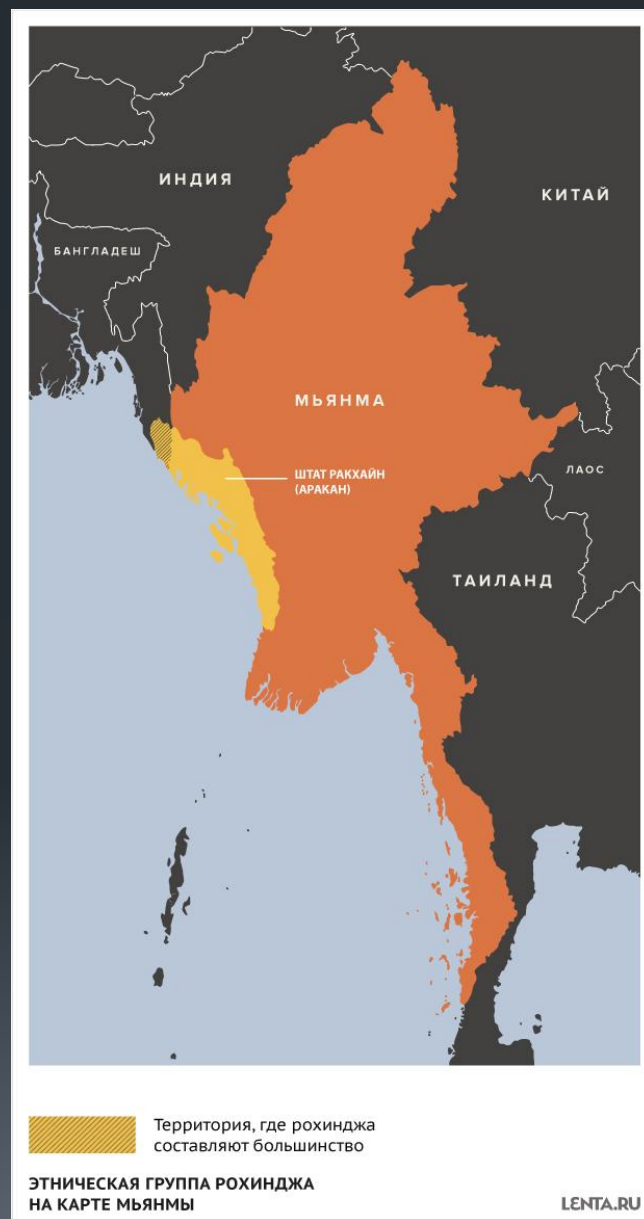 ИНДИЯ
КИТАЙ
БАНГЛАДЕШ
МЬЯНМА
ШТАТ РАКХАЙН
(АРАКАН)
ЛАОС
ТАИЛАНД
Территория, где рохинджа
составляют большинство
ЭТНИЧЕСКАЯ ГРУППА РОХИНДЖА
НА КАРТЕ МЬЯНМЫ
LENTA.RU